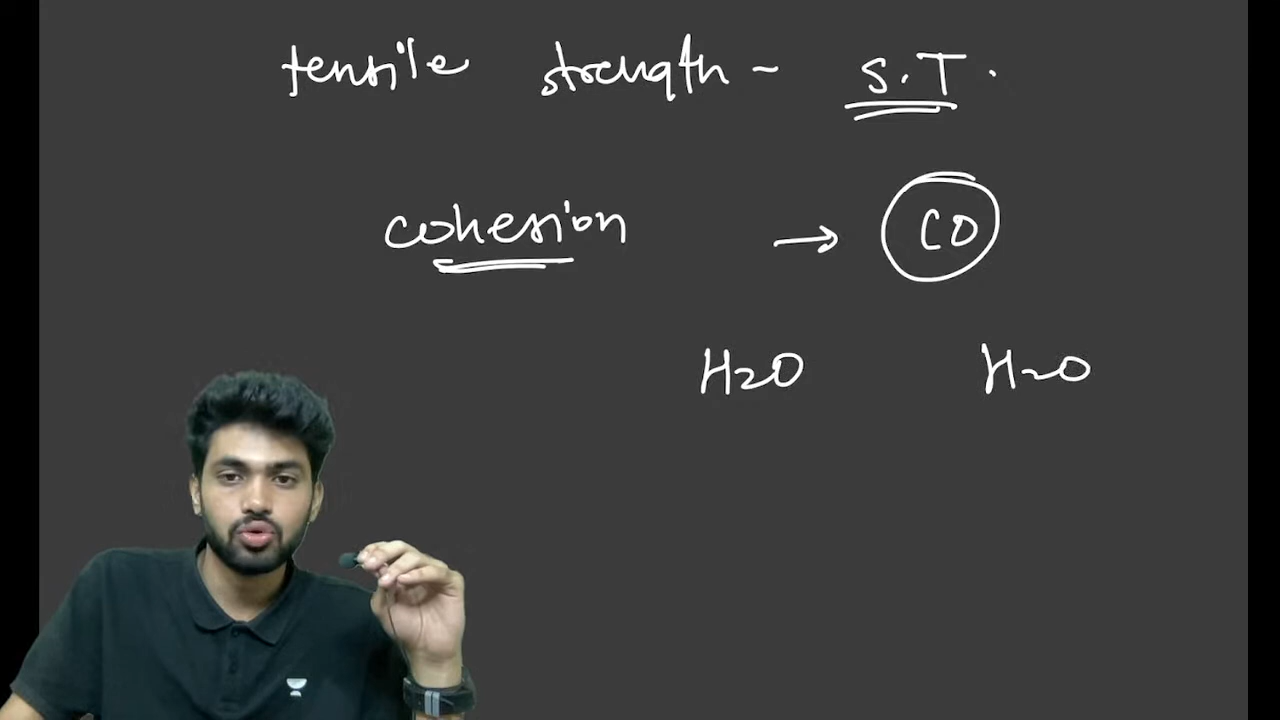 tensile strength - S.T.
cohesion → CO
H2O H2O